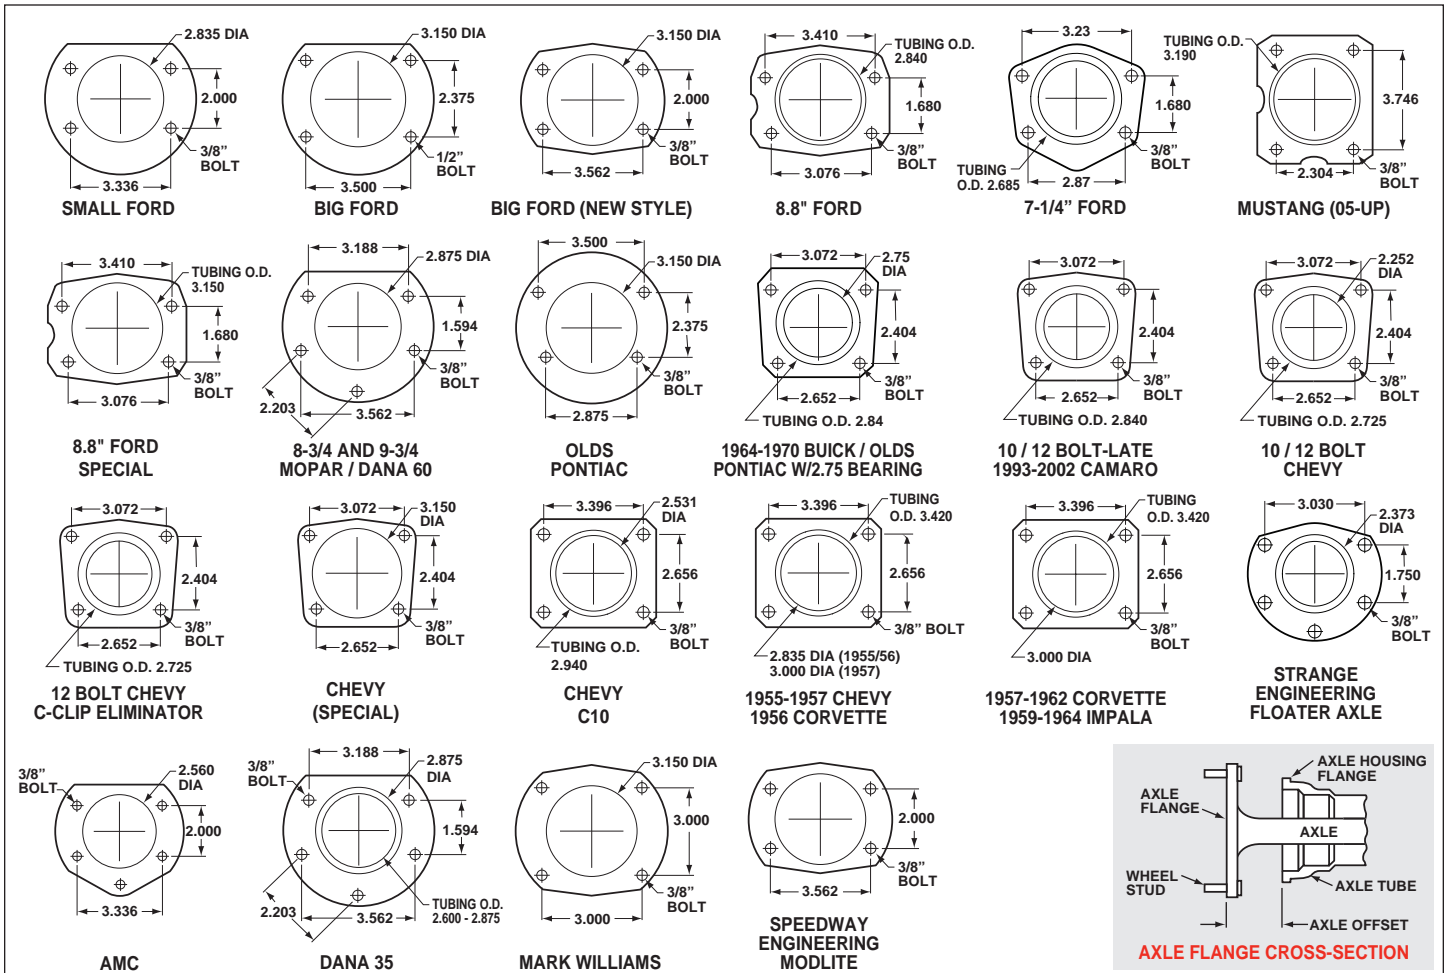 2.835 DIA
2.000
3/8” BOLT
3.336
SMALL FORD
3.150 DIA
2.375
1/2” BOLT
3.500
BIG FORD
3.150 DIA
2.000
3/8” BOLT
3.562
BIG FORD (NEW STYLE)
3.410
TUBING O.D.
2.840
1.680
3/8” BOLT
3.076
8.8" FORD
3.23
1.680
3/8” BOLT
TUBING
O.D. 2.685
2.87
7-1/4” FORD
TUBING O.D.
3.190
3.746
3/8” BOLT
2.304
MUSTANG (05-UP)
3.410
TUBING O.D.
3.150
1.680
3/8” BOLT
3.076
8.8" FORD
SPECIAL
3.188
2.875 DIA
1.594
3/8” BOLT
2.203
3.562
8-3/4 AND 9-3/4
MOPAR / DANA 60
3.500
3.150 DIA
2.375
3/8” BOLT
2.875
OLDS
PONTIAC
3.072
2.75
DIA
2.404
3/8” BOLT
2.652
TUBING O.D. 2.84
1964-1970 BUICK / OLDS
PONTIAC W/2.75 BEARING
3.072
2.404
3/8” BOLT
2.652
TUBING O.D. 2.840
10 / 12 BOLT-LATE
1993-2002 CAMARO
3.072
2.252
DIA
2.404
3/8” BOLT
2.652
TUBING O.D. 2.725
10 / 12 BOLT
CHEVY
3.072
2.404
3/8” BOLT
2.652
TUBING O.D. 2.725
12 BOLT CHEVY
C-CLIP ELIMINATOR
3.072
3.150
DIA
2.404
3/8” BOLT
2.652
CHEVY
(SPECIAL)
3.396
2.531
DIA
2.656
3/8” BOLT
TUBING O.D.
2.940
CHEVY
C10
3.396
TUBING
O.D. 3.420
2.656
3/8” BOLT
2.835 DIA (1955/56)
3.000 DIA (1957)
1955-1957 CHEVY
1956 CORVETTE
3.396
TUBING
O.D. 3.420
2.656
3/8” BOLT
3.000 DIA
1957-1962 CORVETTE
1959-1964 IMPALA
3.030
2.373
DIA
1.750
3/8” BOLT
STRANGE
ENGINEERING
FLOATER AXLE
3/8” BOLT
2.560
DIA
2.000
3.336
AMC
3/8” BOLT
3.188
2.875
DIA
1.594
2.203
3.562
TUBING O.D.
2.600 - 2.875
DANA 35
3.150 DIA
3.000
3/8” BOLT
3.000
MARK WILLIAMS
2.000
3/8” BOLT
3.562
SPEEDWAY
ENGINEERING
MODLITE
AXLE HOUSING
FLANGE
AXLE
FLANGE
AXLE
WHEEL
STUD
AXLE TUBE
AXLE OFFSET
AXLE FLANGE CROSS-SECTION